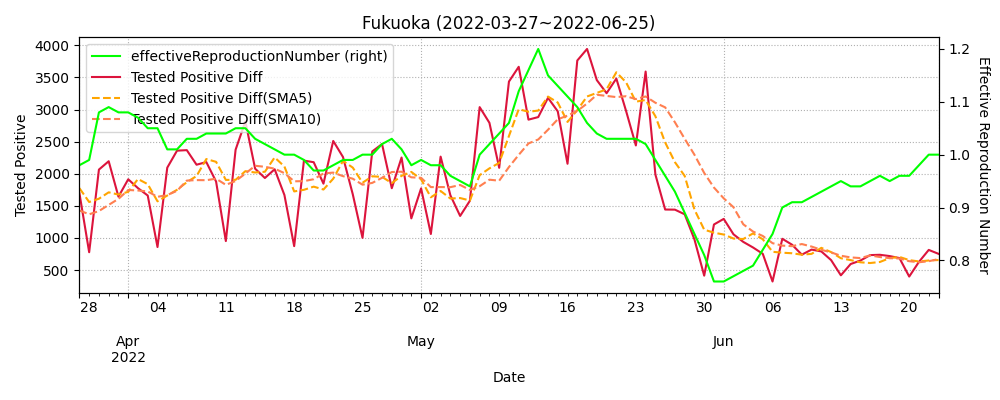 Fukuoka (2022-03-27~2022-06-25)
effectiveReproductionNumber (right)
Tested Positive Diff
Tested Positive Diff(SMA5)
Tested Positive Diff(SMA10)
Tested Positive
4000
3500
3000
2500
2000
1500
1000
500
Effective Reproduction Number
1.2
1.1
1.0
0.9
0.8
28 04 11 18 25 02 09 16 23 30 06 13 20
Apr May Jun
2022
Date